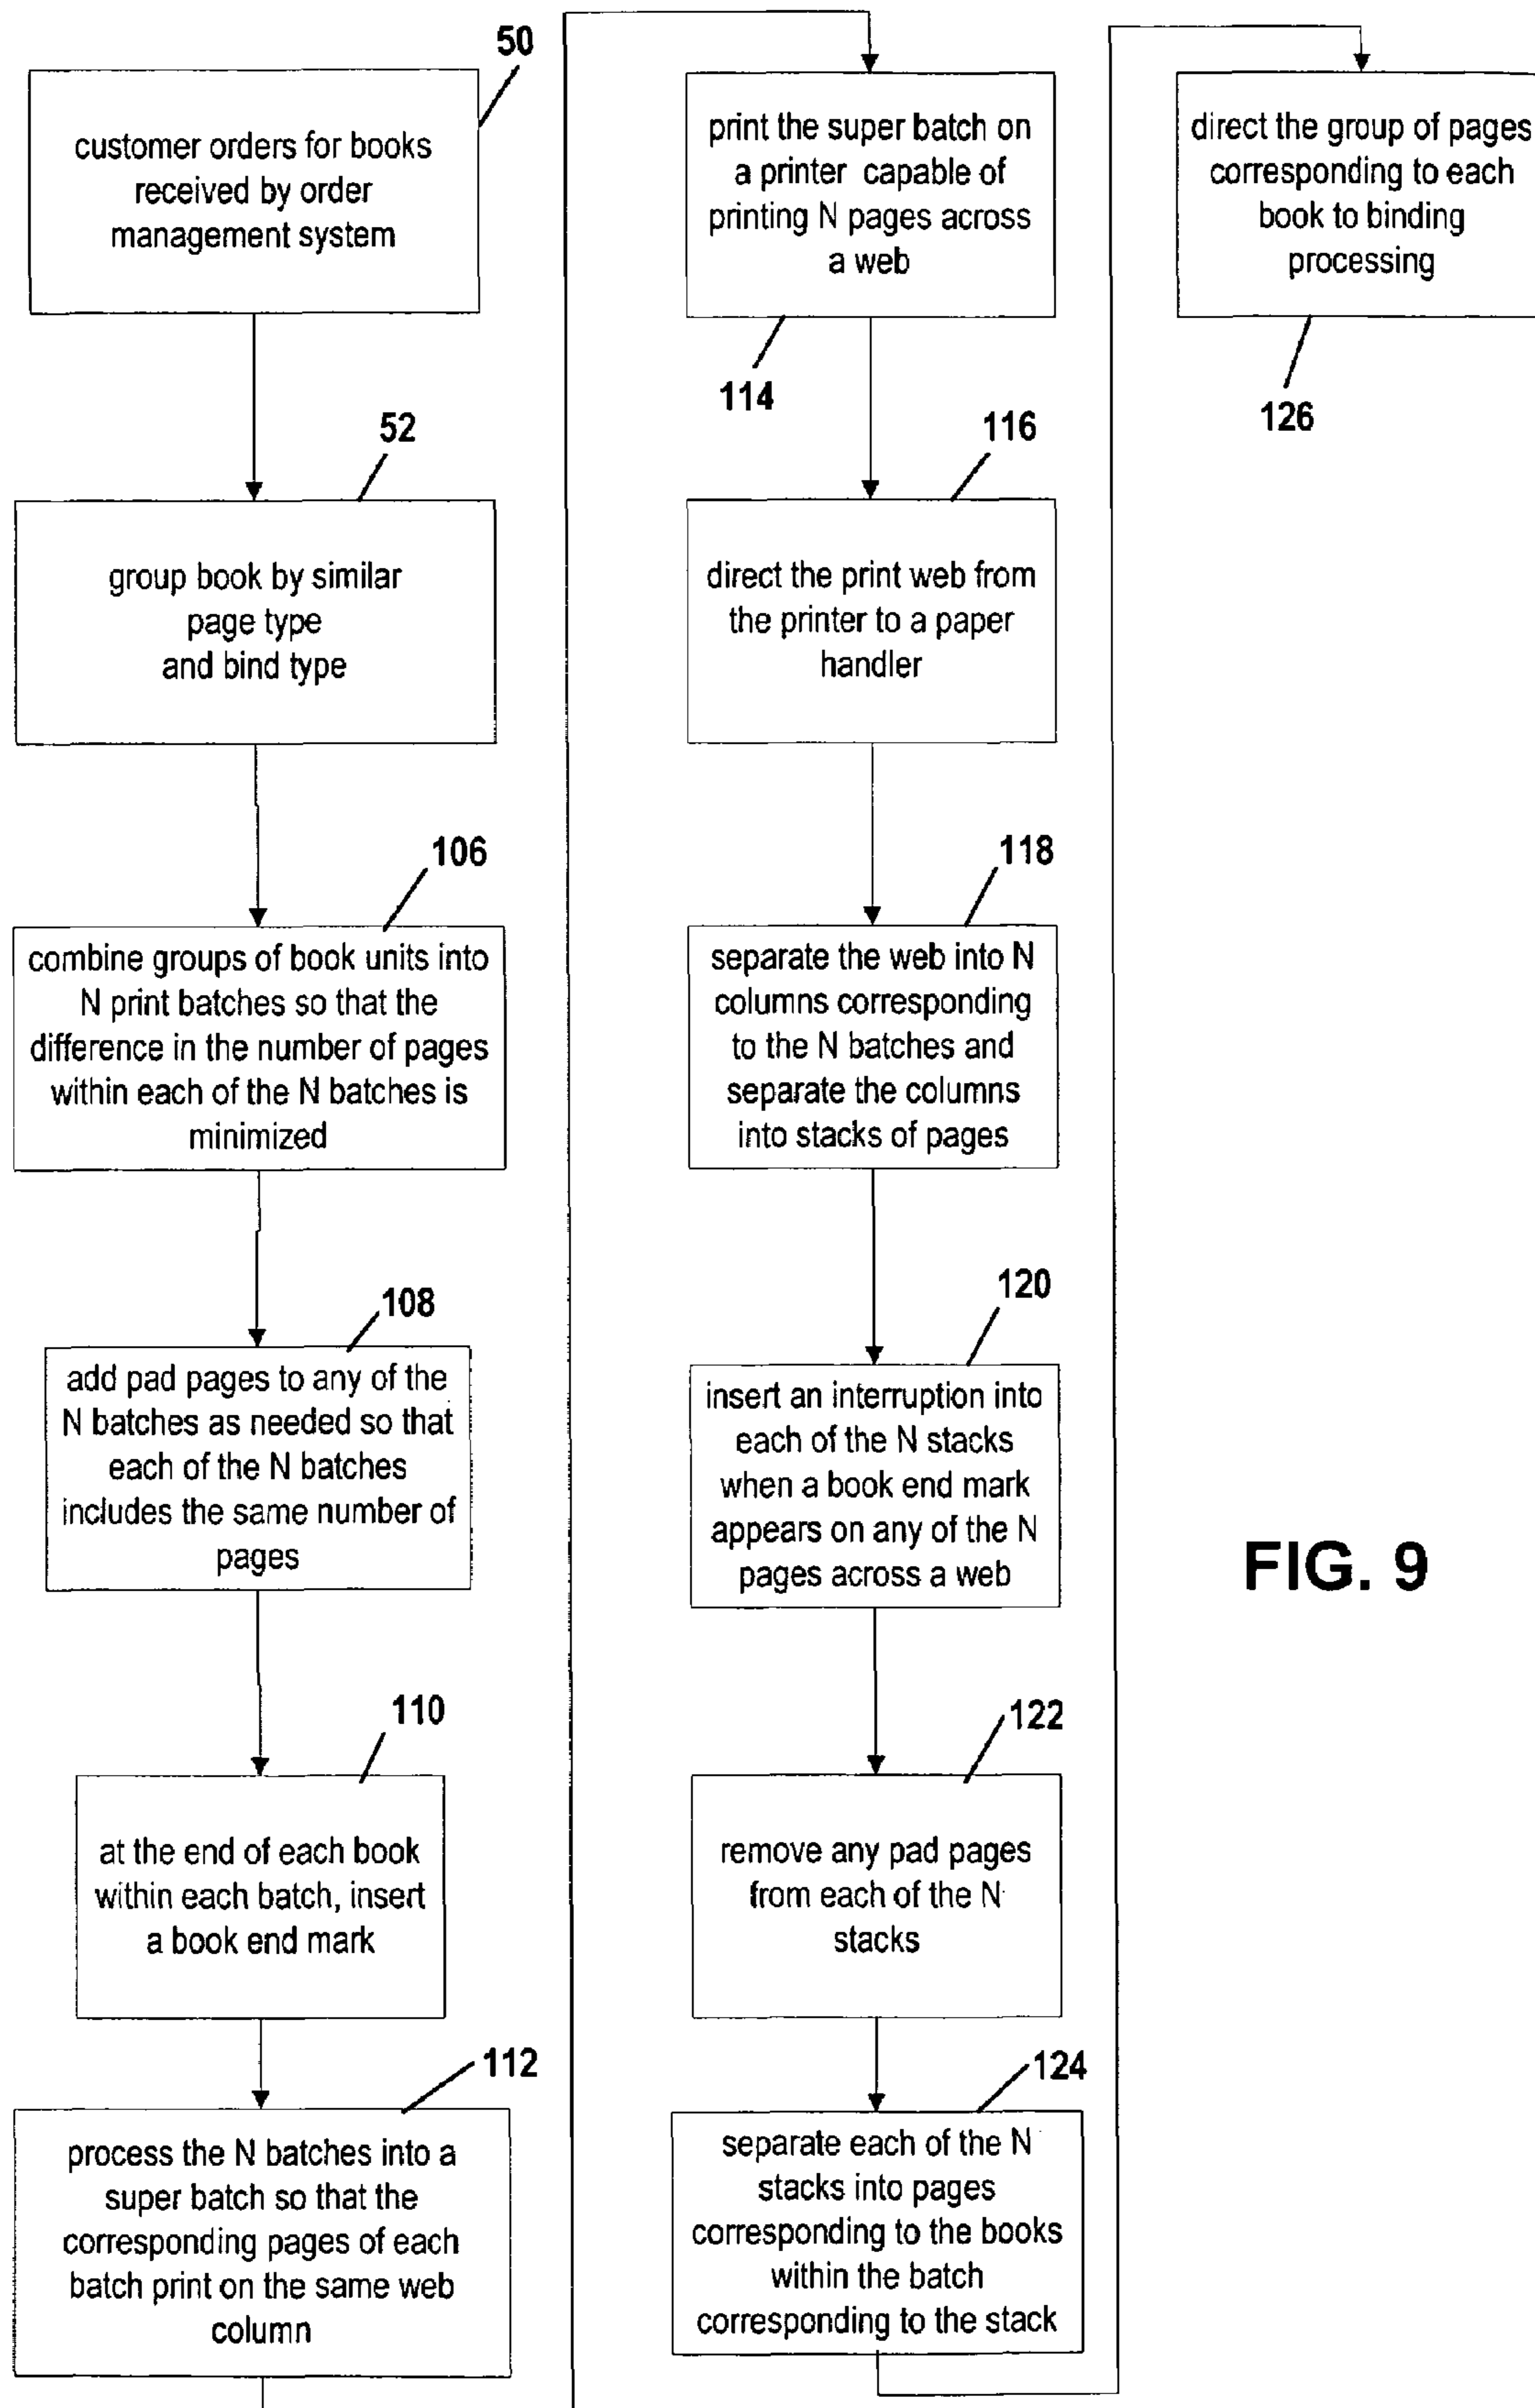 50
customer orders for books
received by order
management system
52
group book by similar
page type
and bind type
106
combine groups of book units into
N print batches so that the
difference in the number of pages
within each of the N batches is
minimized
108
add pad pages to any of the
N batches as needed so that
each of the N batches
includes the same number of
pages
110
at the end of each book
within each batch, insert
a book end mark
112
process the N batches into a
super batch so that the
corresponding pages of each
batch print on the same web
column
print the super batch on
a printer capable of
printing N pages across
a web
114
116
direct the print web from
the printer to a paper
handler
118
separate the web into N
columns corresponding
to the N batches and
separate the columns
into stacks of pages
120
insert an interruption into
each of the N stacks
when a book end mark
appears on any of the N
pages across a web
122
remove any pad pages
from each of the N
stacks
124
separate each of the N
stacks into pages
corresponding to the books
within the batch
corresponding to the stack
direct the group of pages
corresponding to each
book to binding
processing
126
FIG. 9